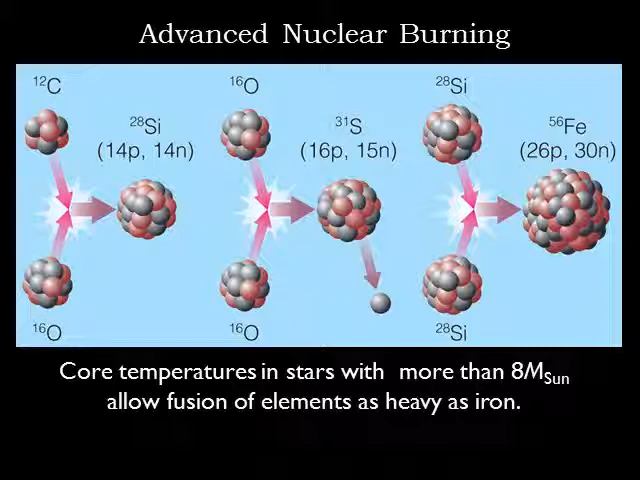 Advanced Nuclear Burning
¹²C
²⁸Si
(14p, 14n)
¹⁶O
¹⁶O
³¹S
(16p, 15n)
¹⁶O
²⁸Si
⁵⁶Fe
(26p, 30n)
²⁸Si
Core temperatures in stars with more than 8M_Sun
allow fusion of elements as heavy as iron.